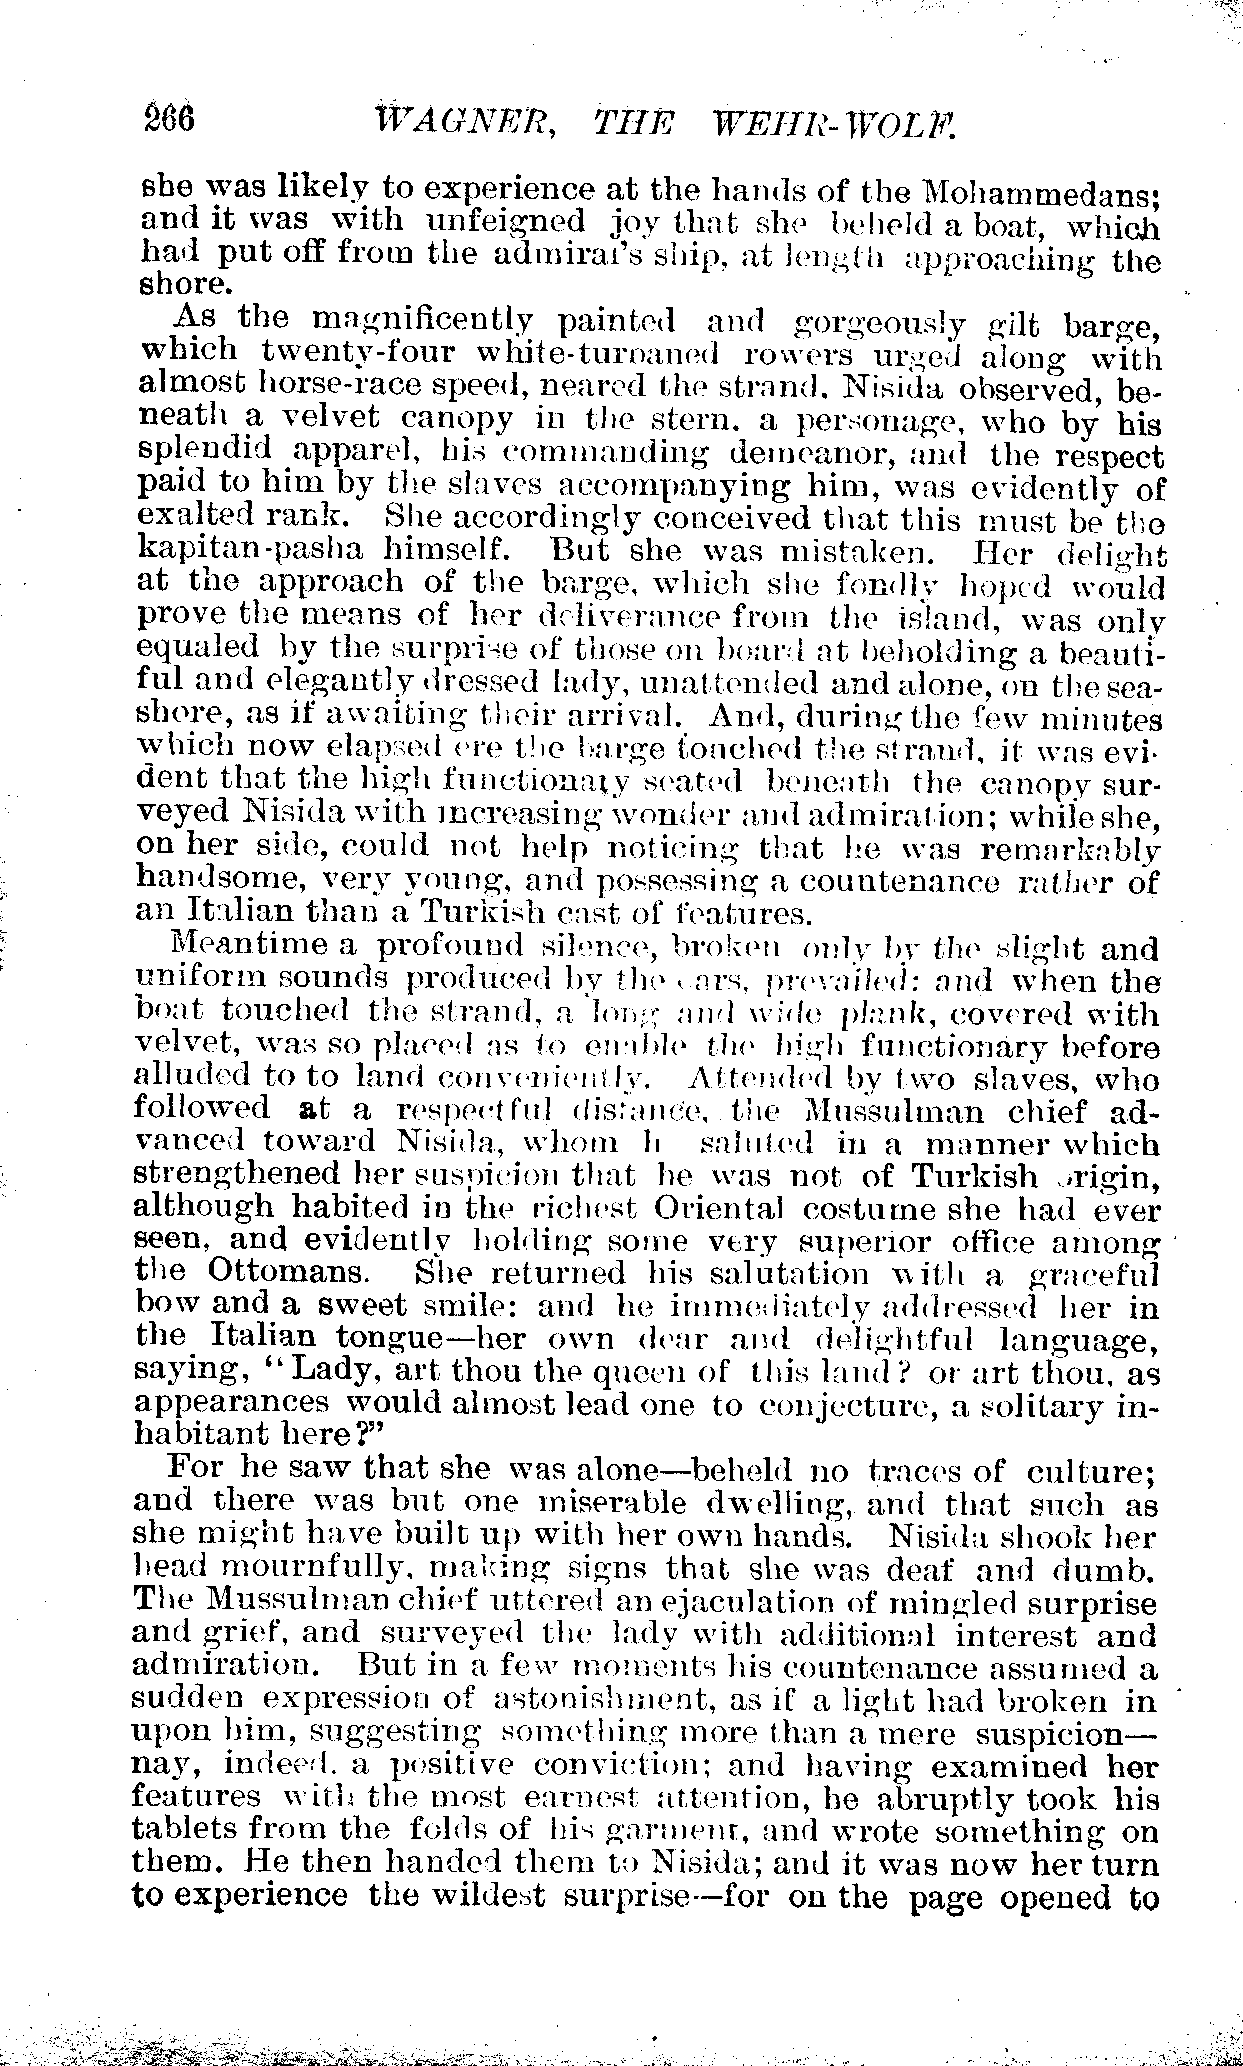 266 WAGNER, THE WEHR-WOLF.
she was likely to experience at the hands of the Mohammedans;
and it was with unfeigned joy that she beheld a boat, which
had put off from the admiral's ship, at length approaching the
shore.
As the magnificently painted and gorgeously gilt barge,
which twenty-four white-turbaned rowers urged along with
almost horse-race speed, neared the strand. Nisida observed, be-
neath a velvet canopy in the stern. a personage, who by his
splendid apparel, his commanding demeanor, and the respect
paid to him by the slaves accompanying him, was evidently of
exalted rank. She accordingly conceived that this must be the
kapitan-pasha himself. But she was mistaken. Her delight
at the approach of the barge, which she fondly hoped would
prove the means of her deliverance from the island, was only
equaled by the surprise of those on board at beholding a beauti-
ful and elegantly dressed lady, unattended and alone, on the sea-
shore, as if awaiting their arrival. And, during the few minutes
which now elapsed ere the barge touched the strand, it was evi-
dent that the high functionary seated beneath the canopy sur-
veyed Nisida with increasing wonder and admiration; while she,
on her side, could not help noticing that he was remarkably
handsome, very young, and possessing a countenance rather of
an Italian than a Turkish cast of features.
Meantime a profound silence, broken only by the slight and
uniform sounds produced by the oars, prevailed: and when the
boat touched the strand, a long and wide plank, covered with
velvet, was so placed as to enable the high functionary before
alluded to to land conveniently. Attended by two slaves, who
followed at a respectful distance, the Mussulman chief ad-
vanced toward Nisida, whom h saluted in a manner which
strengthened her suspicion that he was not of Turkish origin,
although habited in the richest Oriental costume she had ever
seen, and evidently holding some very superior office among
the Ottomans. She returned his salutation with a graceful
bow and a sweet smile: and he immediately addressed her in
the Italian tongue—her own dear and delightful language,
saying, "Lady, art thou the queen of this land? or art thou, as
appearances would almost lead one to conjecture, a solitary in-
habitant here?"
For he saw that she was alone—beheld no traces of culture;
and there was but one miserable dwelling, and that such as
she might have built up with her own hands. Nisida shook her
head mournfully, making signs that she was deaf and dumb.
The Mussulman chief uttered an ejaculation of mingled surprise
and grief, and surveyed the lady with additional interest and
admiration. But in a few moments his countenance assumed a
sudden expression of astonishment, as if a light had broken in
upon him, suggesting something more than a mere suspicion—
nay, indeed. a positive conviction; and having examined her
features with the most earnest attention, he abruptly took his
tablets from the folds of his garment, and wrote something on
them. He then handed them to Nisida; and it was now her turn
to experience the wildest surprise—for on the page opened to